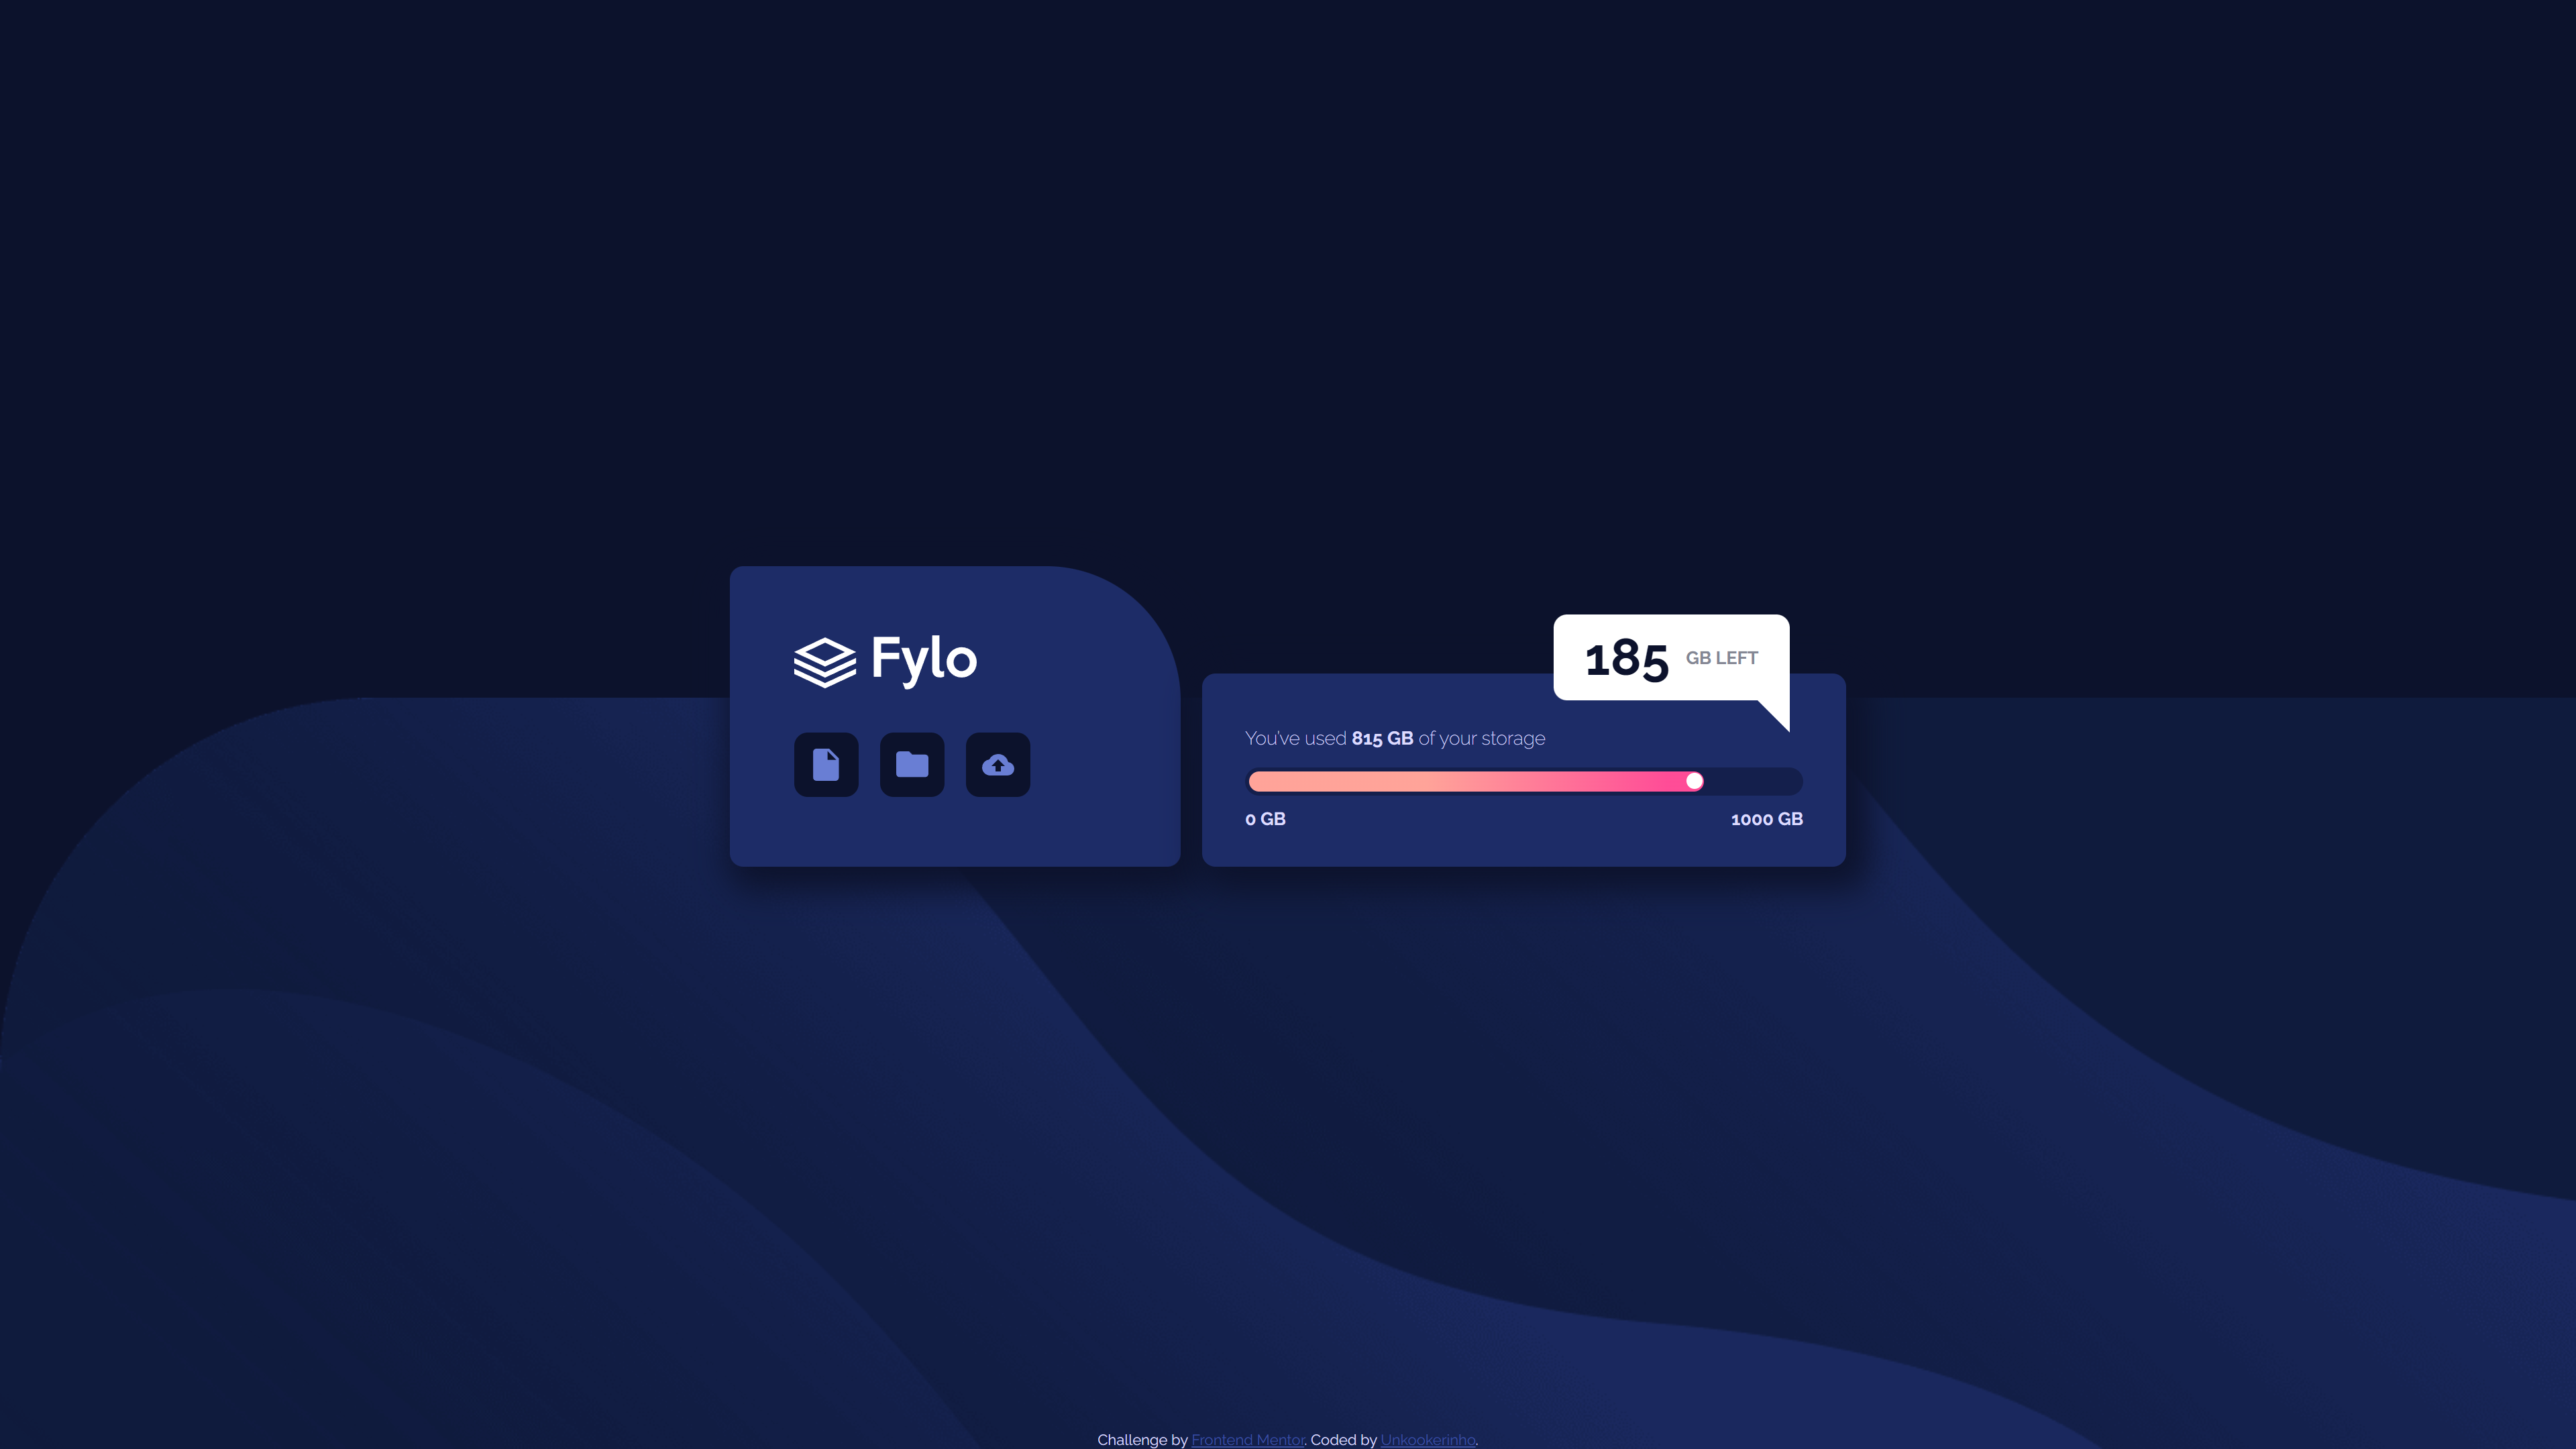 Fylo
185 GB LEFT
You've used 815 GB of your storage
0 GB
1000 GB
Challenge by Frontend Mentor. Coded by Unkookerinho.